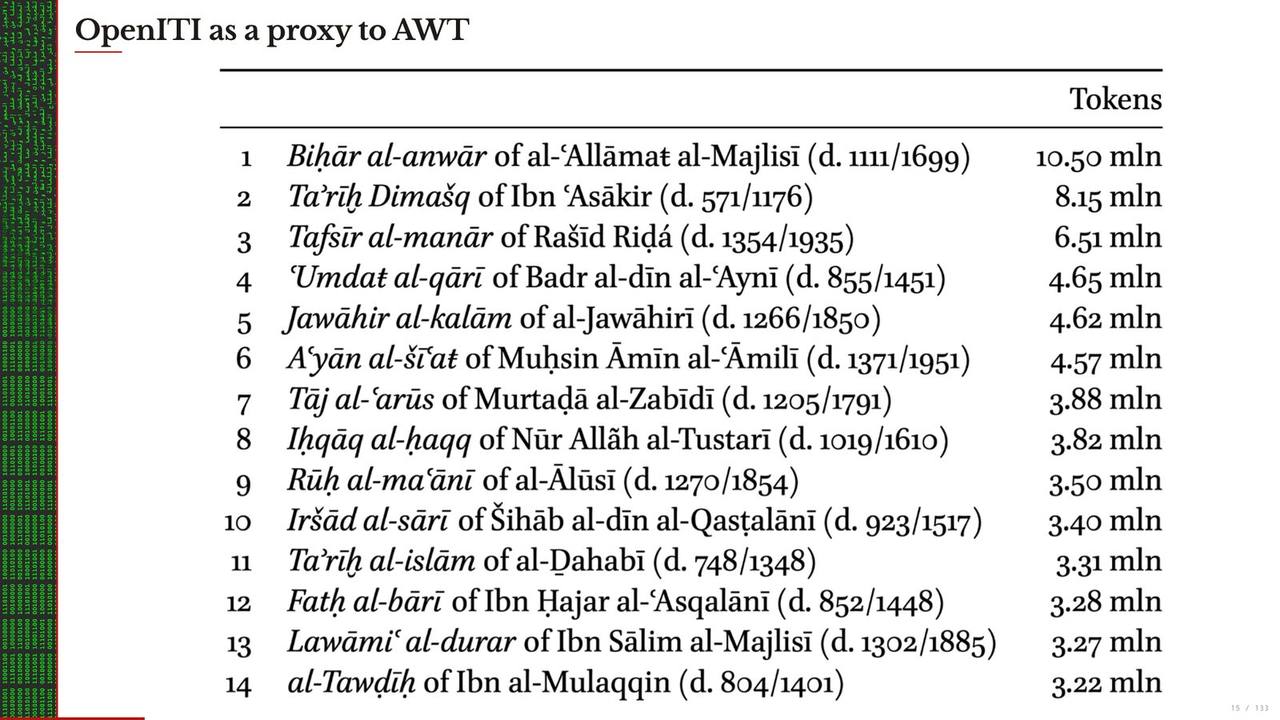 OpenITI as a proxy to AWT
Tokens
1 Biḥār al-anwār of al-ʿAllāmaŧ al-Majlisī (d. 1111/1699) 10.50 mln
2 Taʾrīḫ Dimašq of Ibn ʿAsākir (d. 571/1176) 8.15 mln
3 Tafsīr al-manār of Rašīd Riḍá (d. 1354/1935) 6.51 mln
4 ʿUmdaŧ al-qārī of Badr al-dīn al-ʿAynī (d. 855/1451) 4.65 mln
5 Jawāhir al-kalām of al-Jawāhirī (d. 1266/1850) 4.62 mln
6 Aʿyān al-šīʿaŧ of Muḥsin Āmīn al-ʿĀmilī (d. 1371/1951) 4.57 mln
7 Tāj al-ʿarūs of Murtaḍā al-Zabīdī (d. 1205/1791) 3.88 mln
8 Iḥqāq al-ḥaqq of Nūr Allãh al-Tustarī (d. 1019/1610) 3.82 mln
9 Rūḥ al-maʿānī of al-Ālūsī (d. 1270/1854) 3.50 mln
10 Iršād al-sārī of Šihāb al-dīn al-Qasṭalānī (d. 923/1517) 3.40 mln
11 Taʾrīḫ al-islām of al-Ḏahabī (d. 748/1348) 3.31 mln
12 Fatḥ al-bārī of Ibn Ḥajar al-ʿAsqalānī (d. 852/1448) 3.28 mln
13 Lawāmiʿ al-durar of Ibn Sālim al-Majlisī (d. 1302/1885) 3.27 mln
14 al-Tawḍīḥ of Ibn al-Mulaqqin (d. 804/1401) 3.22 mln
15 / 133